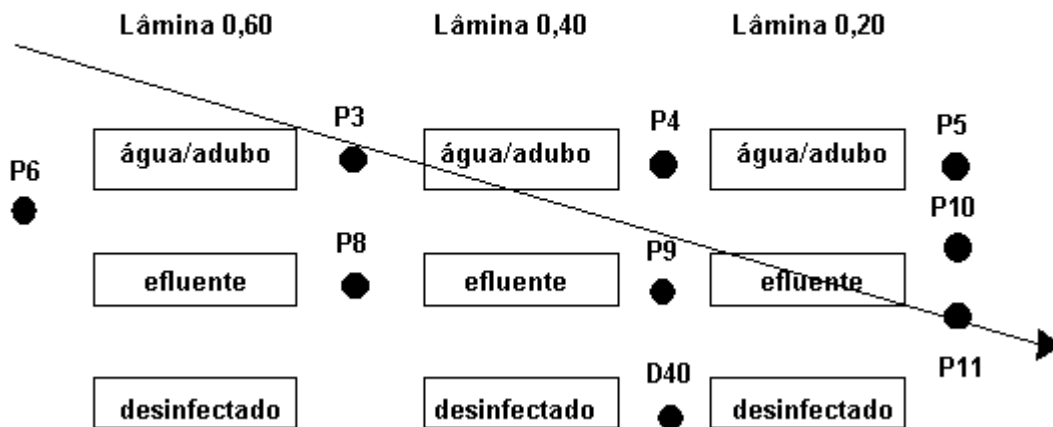 Lâmina 0,60 Lâmina 0,40 Lâmina 0,20
P3 P4 P5
água/adubo água/adubo água/adubo
P6
P10
P8 P9
efluente efluente efluente
P11
D40
desinfectado desinfectado desinfectado